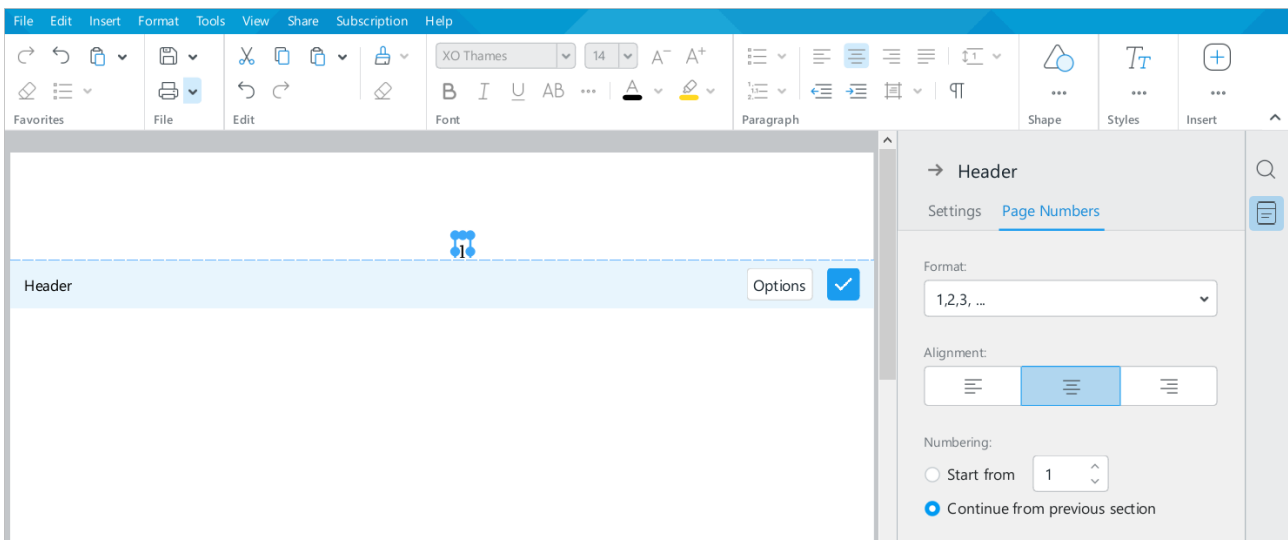 File Edit Insert Format Tools View Share Subscription Help
XO Thames 14 A− A+
B I U AB ... A
Favorites File Edit Font Paragraph Shape Styles Insert
Header
Settings Page Numbers
1
Header Options
Format:
1,2,3, ...
Alignment:
Numbering:
Start from 1
Continue from previous section